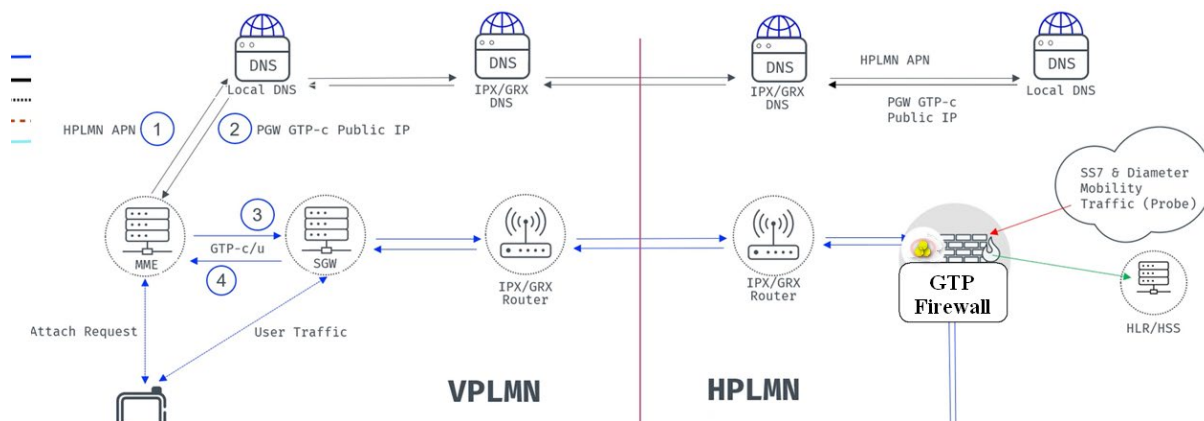 DNS
Local DNS
DNS
IPX/GRX
DNS
DNS
IPX/GRX
DNS
HPLMN APN
PGW GTP-c
Public IP
DNS
Local DNS
HPLMN APN
1
2
PGW GTP-c Public IP
SS7 & Diameter
Mobility
Traffic (Probe)
MME
3
GTP-c/u
4
SGW
IPX/GRX
Router
IPX/GRX
Router
GTP
Firewall
HLR/HSS
Attach Request
User Traffic
VPLMN
HPLMN